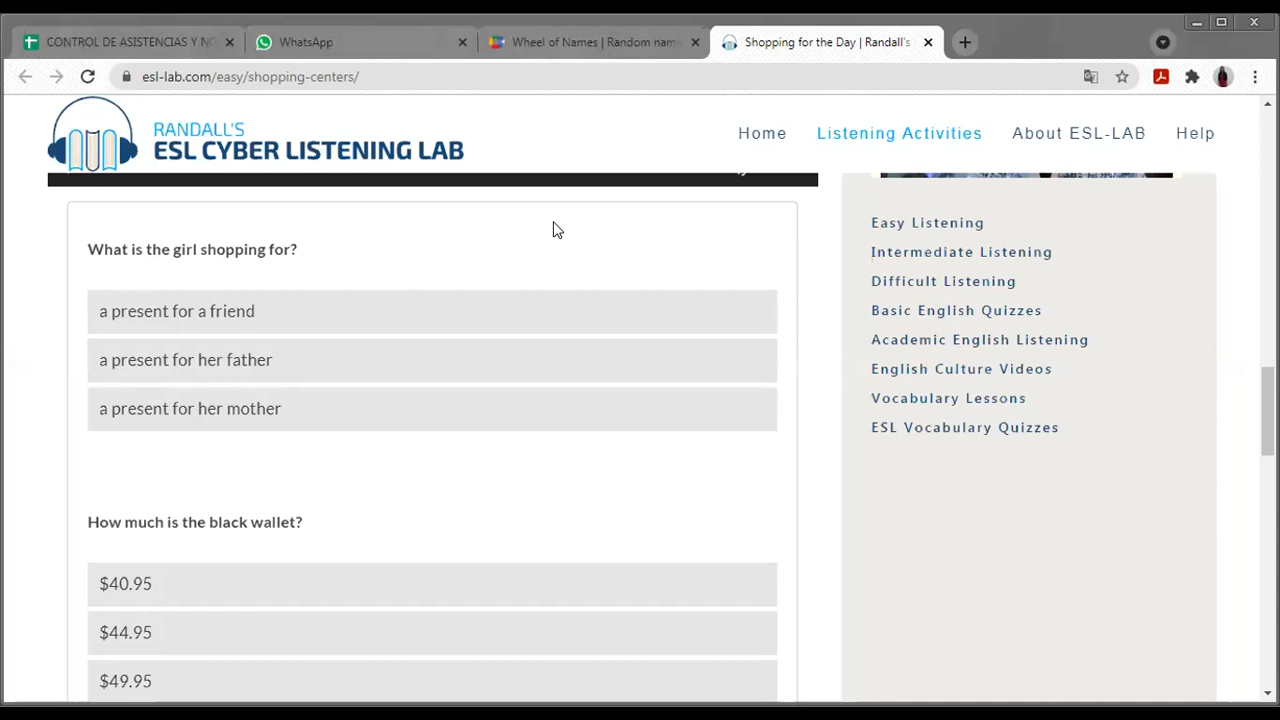 CONTROL DE ASISTENCIAS Y NO
WhatsApp
Wheel of Names | Random nam
Shopping for the Day | Randall's
esl-lab.com/easy/shopping-centers/
RANDALL'S
ESL CYBER LISTENING LAB
Home
Listening Activities
About ESL-LAB
Help
What is the girl shopping for?
a present for a friend
a present for her father
a present for her mother
How much is the black wallet?
$40.95
$44.95
$49.95
Easy Listening
Intermediate Listening
Difficult Listening
Basic English Quizzes
Academic English Listening
English Culture Videos
Vocabulary Lessons
ESL Vocabulary Quizzes